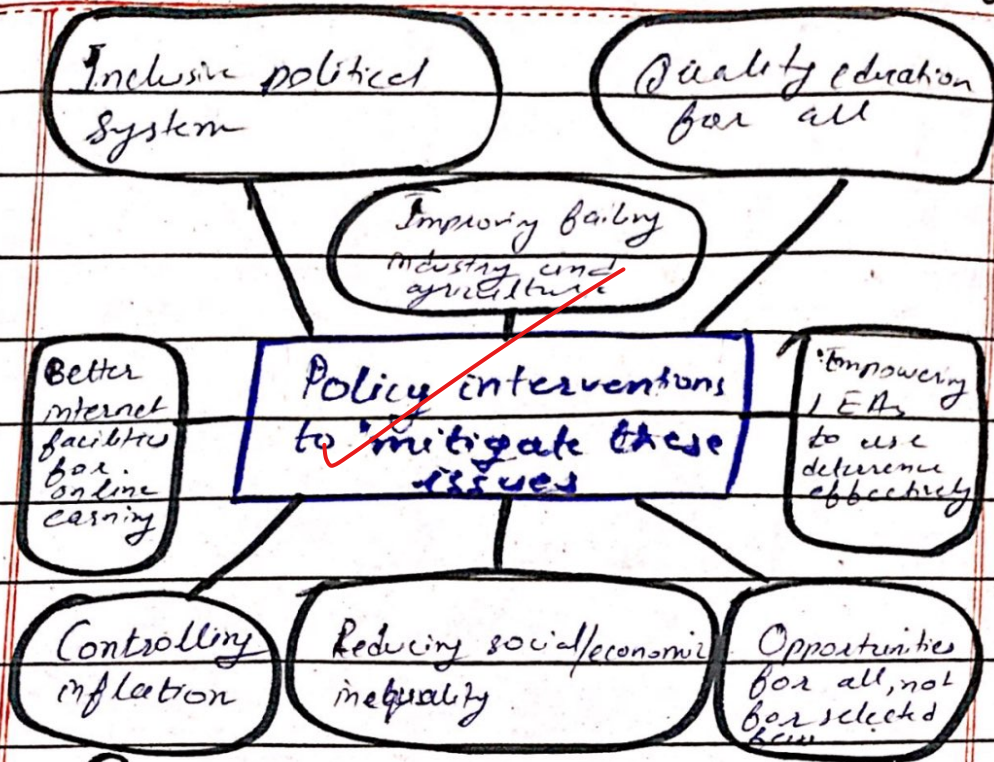 Inclusive political
System
Quality education
for all
Improving failing
industry and
agriculture
Policy interventions
to mitigate these
issues
Better
internet
facilities
for
online
earning
Empowering
LEAs
to use
deterrence
effectively
Controlling
inflation
Reducing social/economic
inequality
Opportunities
for all, not
for selected
few